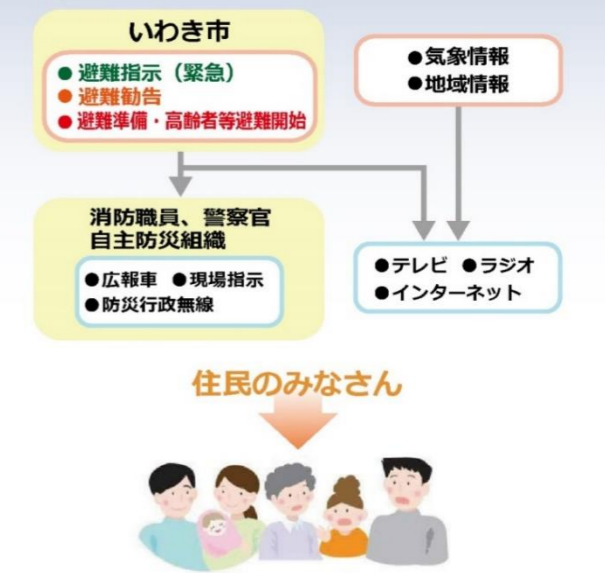 いわき市
●避難指示（緊急）
●避難勧告
●避難準備・高齢者等避難開始
●気象情報
●地域情報
消防職員、警察官
自主防災組織
●広報車 ●現場指示
●防災行政無線
●テレビ ●ラジオ
●インターネット
住民のみなさん